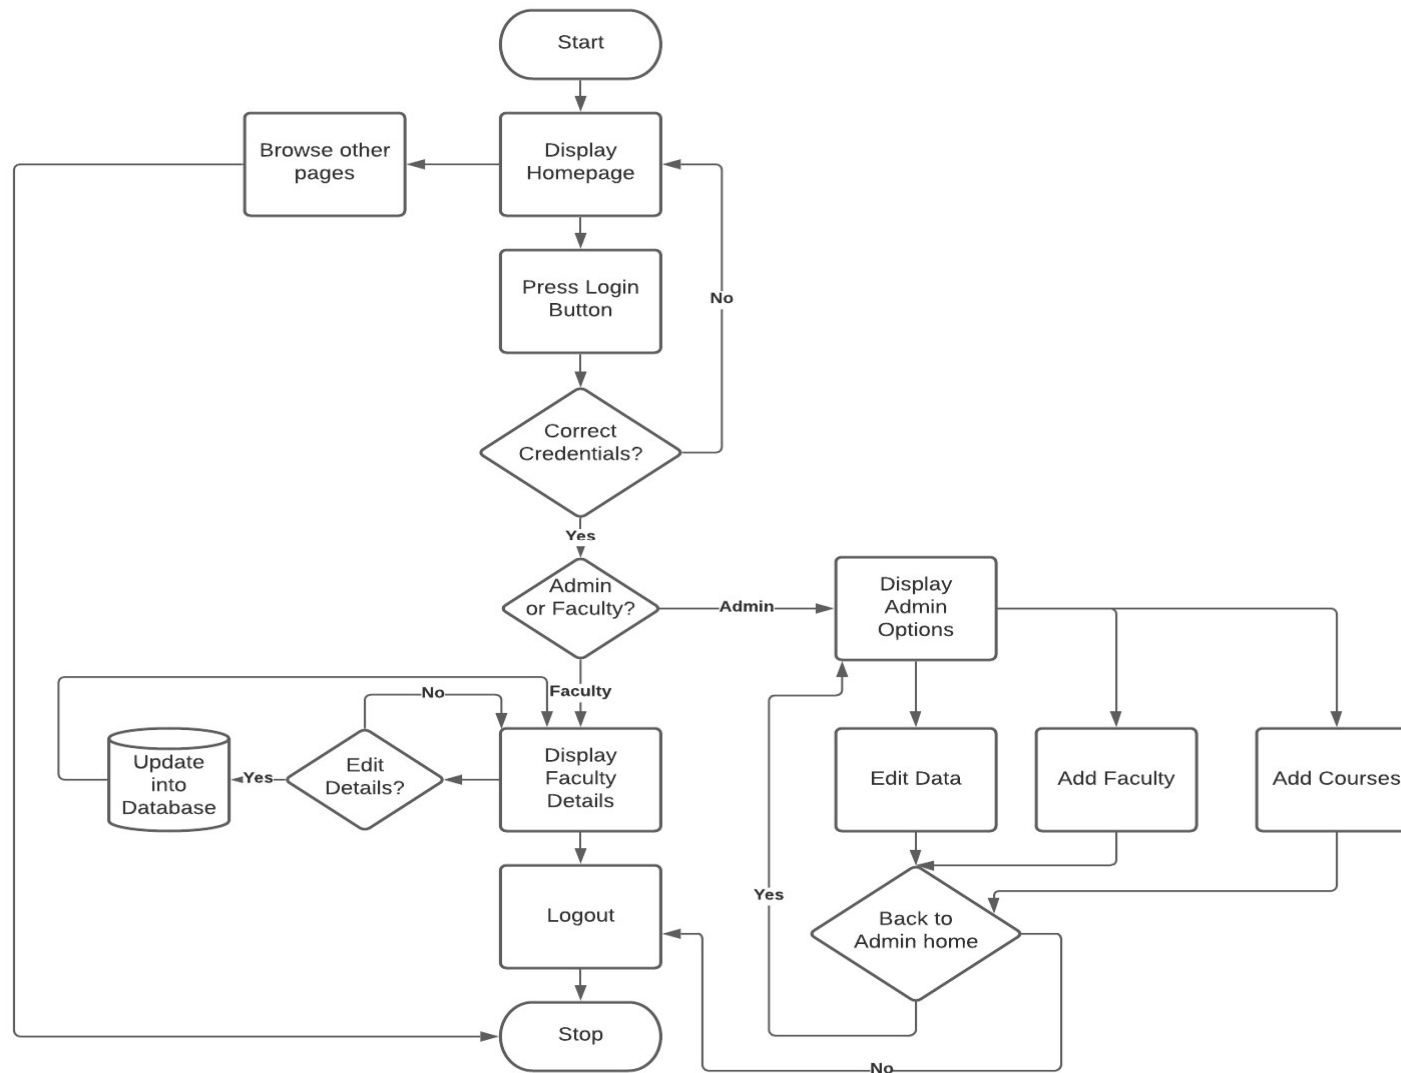 Start
Browse other
pages
Display
Homepage
Press Login
Button
No
Correct
Credentials?
Yes
Admin
or Faculty?
Admin
Display
Admin
Options
Faculty
No
Update
into
Database
Yes
Edit
Details?
Display
Faculty
Details
Edit Data
Add Faculty
Add Courses
Logout
Yes
Back to
Admin home
Stop
No